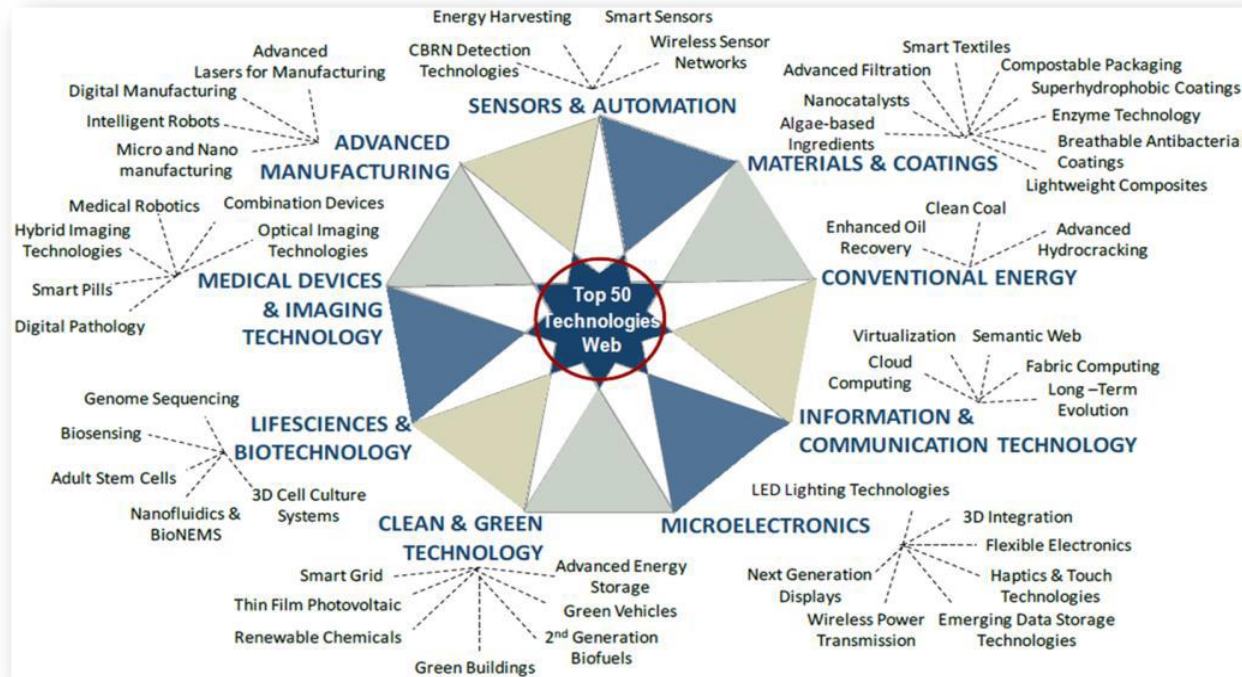 Energy Harvesting
Smart Sensors
CBRN Detection
Technologies
Wireless Sensor
Networks
SENSORS & AUTOMATION
Advanced
Lasers for Manufacturing
Digital Manufacturing
Intelligent Robots
Micro and Nano
manufacturing
ADVANCED
MANUFACTURING
Smart Textiles
Advanced Filtration
Compostable Packaging
Superhydrophobic Coatings
Nanocatalysts
Enzyme Technology
Algae-based
Ingredients
Breathable Antibacteria
Coatings
Lightweight Composites
MATERIALS & COATINGS
Medical Robotics
Combination Devices
Hybrid Imaging
Technologies
Optical Imaging
Technologies
Smart Pills
Digital Pathology
MEDICAL DEVICES
& IMAGING
TECHNOLOGY
Clean Coal
Enhanced Oil
Recovery
Advanced
Hydrocracking
CONVENTIONAL ENERGY
Top 50
Technologies
Web
Virtualization
Semantic Web
Cloud
Computing
Fabric Computing
Long –Term
Evolution
INFORMATION &
COMMUNICATION TECHNOLOGY
Genome Sequencing
Biosensing
Adult Stem Cells
Nanofluidics &
BioNEMS
3D Cell Culture
Systems
LIFESCIENCES &
BIOTECHNOLOGY
CLEAN & GREEN
TECHNOLOGY
Smart Grid
Thin Film Photovoltaic
Renewable Chemicals
Green Buildings
2nd Generation
Biofuels
Green Vehicles
Advanced Energy
Storage
MICROELECTRONICS
LED Lighting Technologies
3D Integration
Flexible Electronics
Next Generation
Displays
Haptics & Touch
Technologies
Wireless Power
Transmission
Emerging Data Storage
Technologies